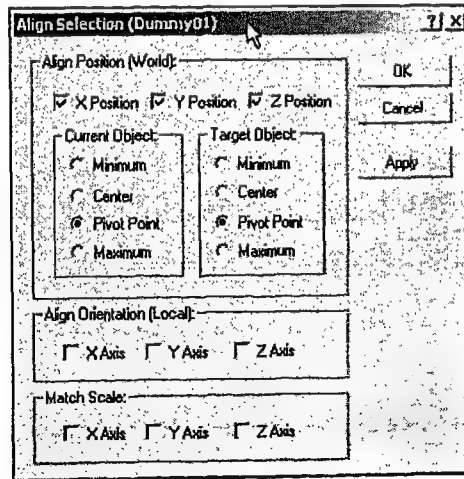 Align Selection (Dummy01)
Align Position (World):
X Position Y Position Z Position
Current Object:
Minimum
Center
Pivot Point
Maximum
Target Object:
Minimum
Center
Pivot Point
Maximum
OK
Cancel
Apply
Align Orientation (Local):
X Axis Y Axis Z Axis
Match Scale:
X Axis Y Axis Z Axis